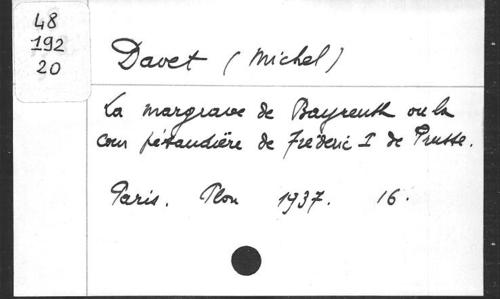 48
192
20
Davet (Michel)
La margrave de Bayreuth ou la
cour pétaudière de Fréderic I de Prusse.
Paris. Plon 1937. 16.